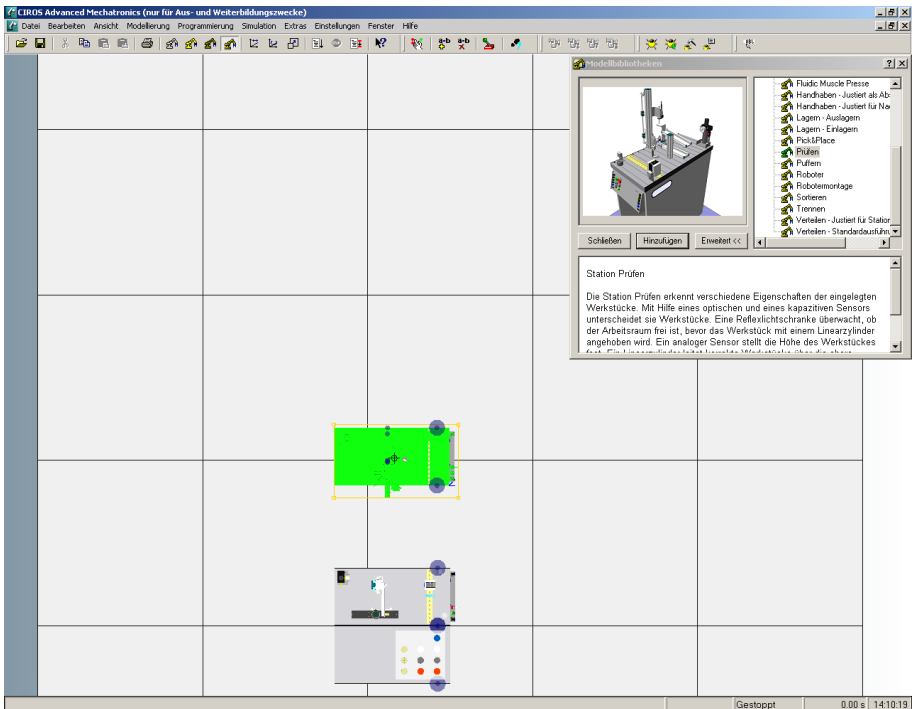 CIROS Advanced Mechatronics (nur für Aus- und Weiterbildungszwecke)
Datei Bearbeiten Ansicht Modellierung Programmierung Simulation Extras Einstellungen Fenster Hilfe
Modellbibliotheken
Fluidic Muscle Presse
Handhaben - Justiert als Ab
Handhaben - Justiert für Na
Lagern - Auslagern
Lagern - Einlagern
Pick&Place
Prüfen
Puffern
Roboter
Robotermontage
Sortieren
Trennen
Verteilen - Justiert für Station
Verteilen - Standardausführu
Schließen Hinzufügen Erweitert <<
Station Prüfen
Die Station Prüfen erkennt verschiedene Eigenschaften der eingelegten
Werkstücke. Mit Hilfe eines optischen und eines kapazitiven Sensors
unterscheidet sie Werkstücke. Eine Reflexlichtschranke überwacht, ob
der Arbeitsraum frei ist, bevor das Werkstück mit einem Linearzylinder
angehoben wird. Ein analoger Sensor stellt die Höhe des Werkstückes
Gestoppt 0.00 s 14:10:19